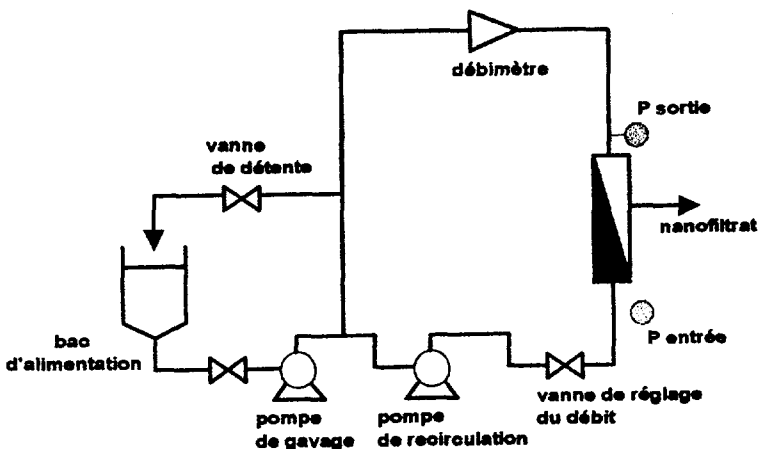 débimètre
P sortie
vanne
de détente
nanofiltrat
bac
d'alimentation
P entrée
vanne de réglage
du débit
pompe
de gavage
pompe
de recirculation